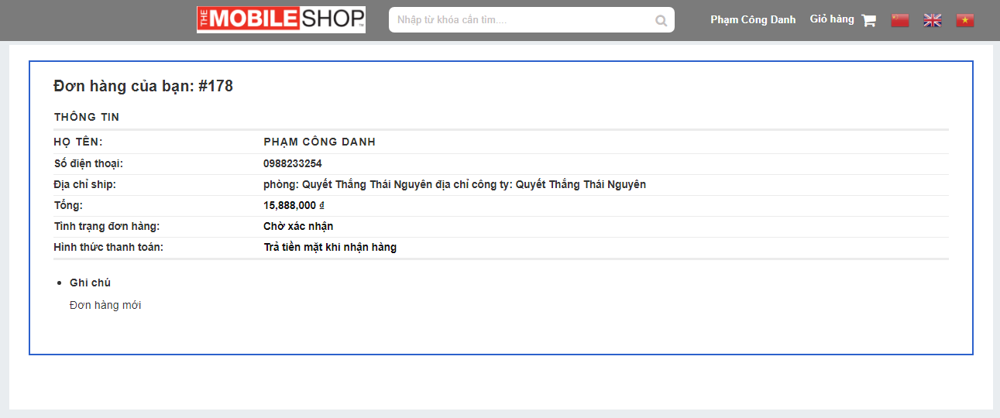 THE MOBILE SHOP™
Nhập từ khóa cần tìm....
Phạm Công Danh
Giỏ hàng
Đơn hàng của bạn: #178
THÔNG TIN
HỌ TÊN: PHẠM CÔNG DANH
Số điện thoại: 0988233254
Địa chỉ ship: phòng: Quyết Thắng Thái Nguyên địa chỉ công ty: Quyết Thắng Thái Nguyên
Tổng: 15,888,000 ₫
Tình trạng đơn hàng: Chờ xác nhận
Hình thức thanh toán: Trả tiền mặt khi nhận hàng
• Ghi chú
Đơn hàng mới